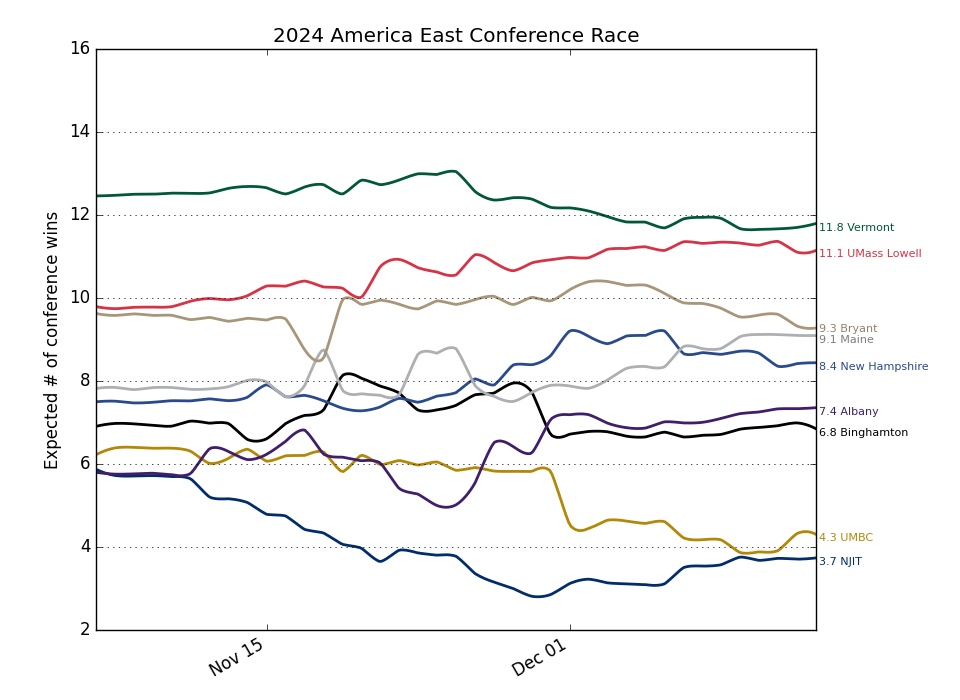 2024 America East Conference Race
Expected # of conference wins
16
14
12
10
8
6
4
2
Nov 15
Dec 01
11.8 Vermont
11.1 UMass Lowell
9.3 Bryant
9.1 Maine
8.4 New Hampshire
7.4 Albany
6.8 Binghamton
4.3 UMBC
3.7 NJIT